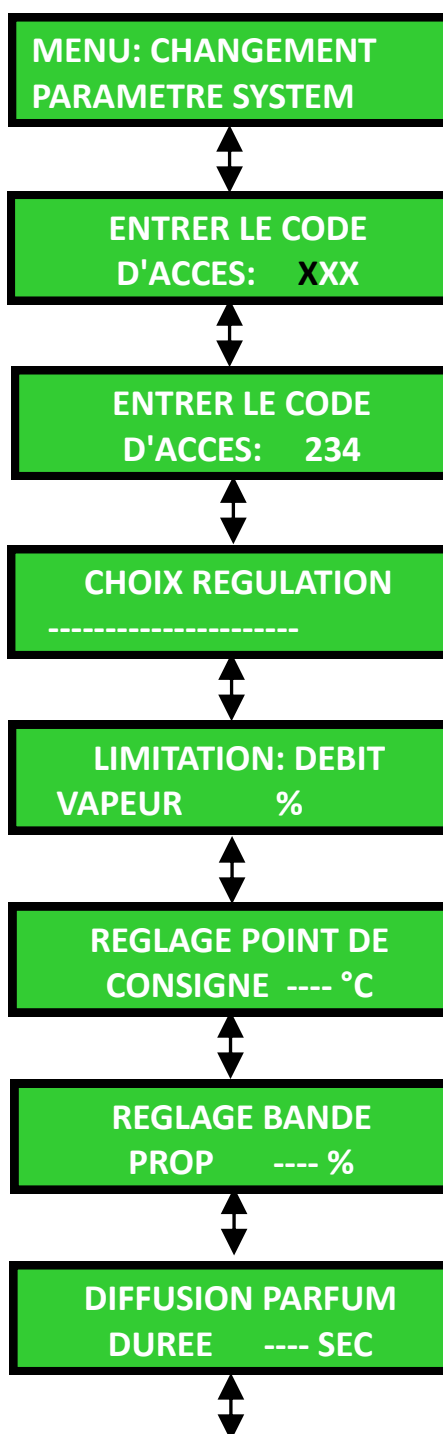 MENU: CHANGEMENT
PARAMETRE SYSTEM
ENTRER LE CODE
D'ACCES: XXX
ENTRER LE CODE
D'ACCES: 234
CHOIX REGULATION
----------------------
LIMITATION: DEBIT
VAPEUR %
REGLAGE POINT DE
CONSIGNE ---- °C
REGLAGE BANDE
PROP ---- %
DIFFUSION PARFUM
DUREE ---- SEC